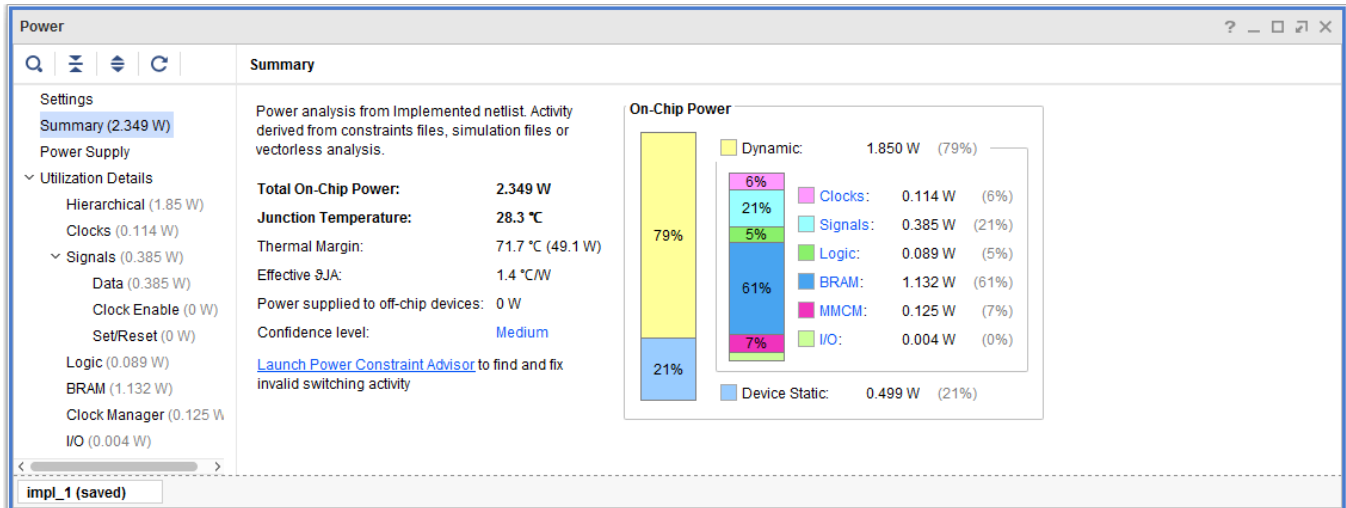 Power
Summary
Settings
Summary (2.349 W)
Power Supply
Utilization Details
Hierarchical (1.85 W)
Clocks (0.114 W)
Signals (0.385 W)
Data (0.385 W)
Clock Enable (0 W)
Set/Reset (0 W)
Logic (0.089 W)
BRAM (1.132 W)
Clock Manager (0.125 W
I/O (0.004 W)
Power analysis from Implemented netlist. Activity
derived from constraints files, simulation files or
vectorless analysis.
Total On-Chip Power: 2.349 W
Junction Temperature: 28.3 °C
Thermal Margin: 71.7 °C (49.1 W)
Effective ϑJA: 1.4 °C/W
Power supplied to off-chip devices: 0 W
Confidence level: Medium
Launch Power Constraint Advisor to find and fix
invalid switching activity
On-Chip Power
79%
21%
Dynamic: 1.850 W (79%)
6%
21%
5%
61%
7%
Clocks: 0.114 W (6%)
Signals: 0.385 W (21%)
Logic: 0.089 W (5%)
BRAM: 1.132 W (61%)
MMCM: 0.125 W (7%)
I/O: 0.004 W (0%)
Device Static: 0.499 W (21%)
impl_1 (saved)